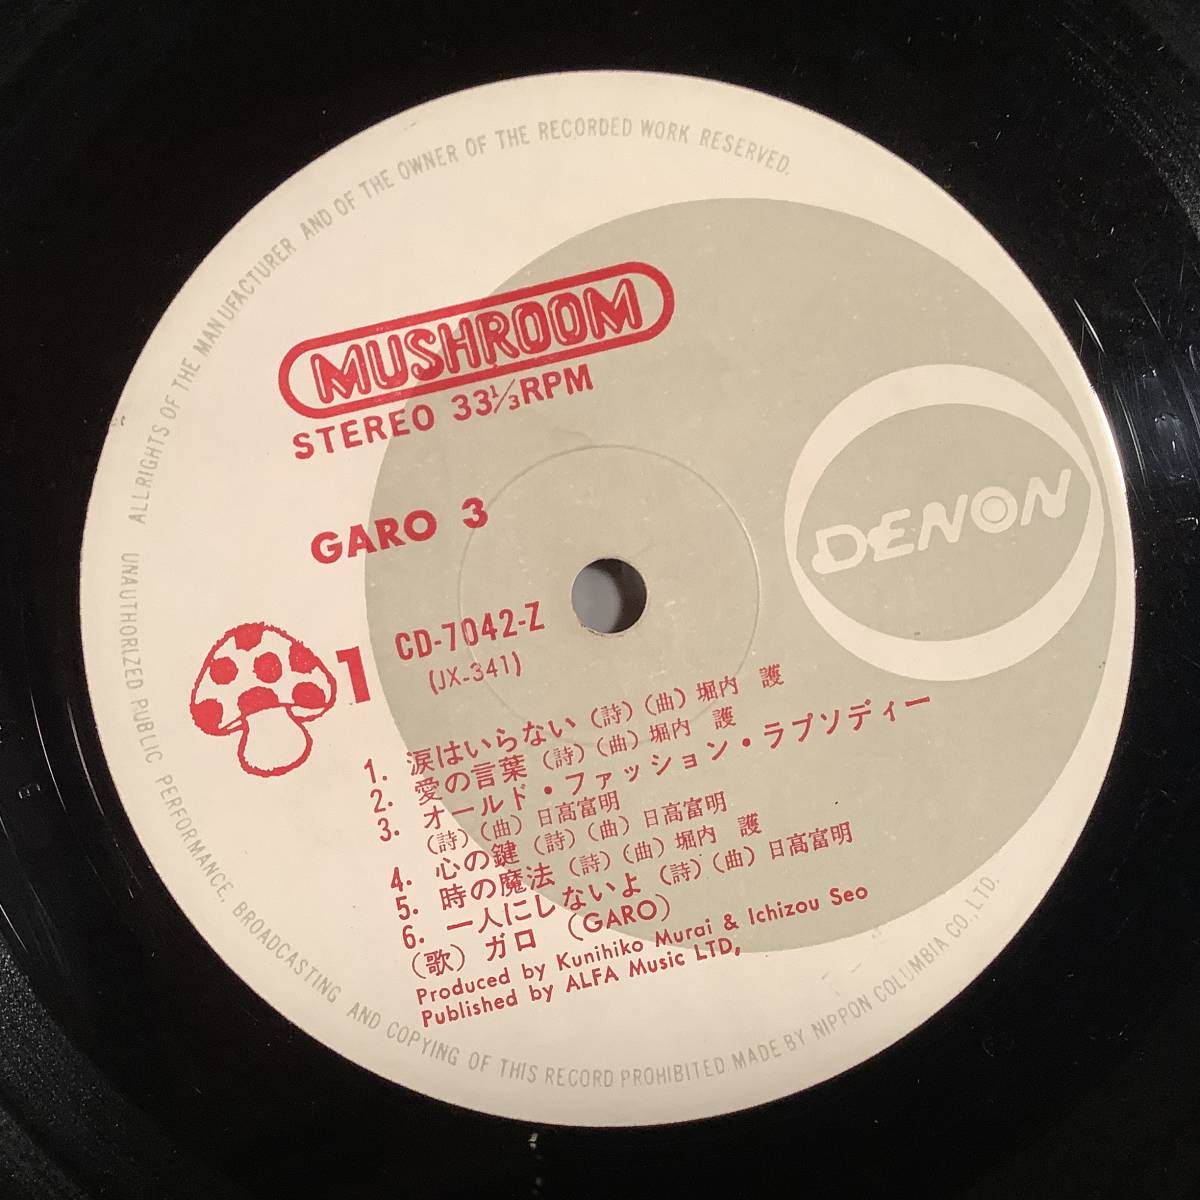 ALL RIGHTS OF THE MANUFACTURER AND OF THE OWNER OF THE RECORDED WORK RESERVED.
MUSHROOM
STEREO 33⅓RPM
GARO 3
DENON
CD-7042-Z
1
(JX-341)
1. 涙はいらない (詩) (曲) 堀内 護
2. 愛の言葉 (詩) (曲) 堀内 護
3. オールド・ファッション・ラプソディー
(詩) (曲) 日高富明
4. 心の鍵 (詩) (曲) 日高富明
5. 時の魔法 (詩) (曲) 堀内 護
6. 一人にしないよ (詩) (曲) 日高富明
(歌) ガロ (GARO)
Produced by Kunihiko Murai & Ichizou Seo
Published by ALFA Music LTD,
UNAUTHORIZED PUBLIC PERFORMANCE, BROADCASTING AND COPYING OF THIS RECORD PROHIBITED MADE BY NIPPON COLUMBIA CO., LTD.